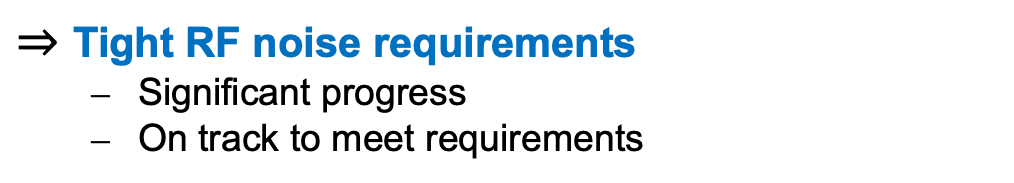 ⇒ Tight RF noise requirements
– Significant progress
– On track to meet requirements